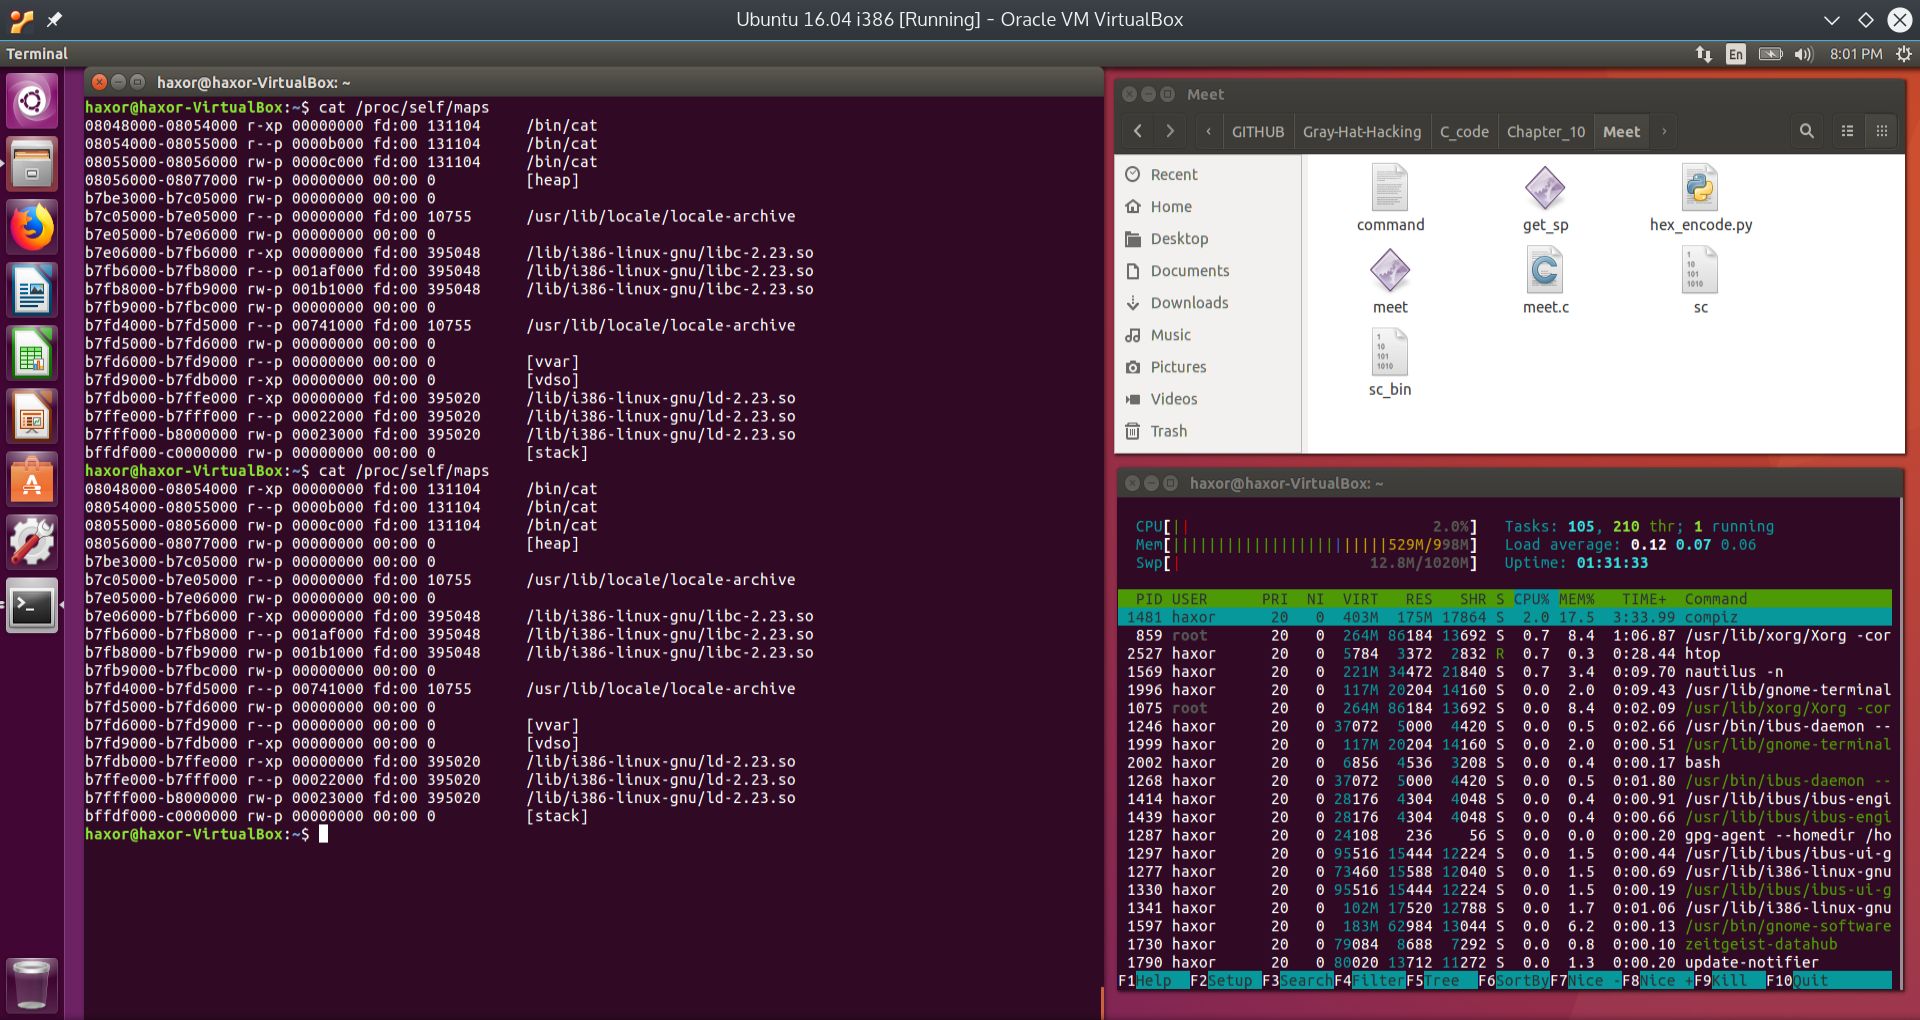 Ubuntu 16.04 i386 [Running] - Oracle VM VirtualBox
Terminal
En
8:01 PM
haxor@haxor-VirtualBox: ~
haxor@haxor-VirtualBox:~$ cat /proc/self/maps
08048000-08054000 r-xp 00000000 fd:00 131104 /bin/cat
08054000-08055000 r--p 0000b000 fd:00 131104 /bin/cat
08055000-08056000 rw-p 0000c000 fd:00 131104 /bin/cat
08056000-08077000 rw-p 00000000 00:00 0 [heap]
b7be3000-b7c05000 rw-p 00000000 00:00 0
b7c05000-b7e05000 r--p 00000000 fd:00 10755 /usr/lib/locale/locale-archive
b7e05000-b7e06000 rw-p 00000000 00:00 0
b7e06000-b7fb6000 r-xp 00000000 fd:00 395048 /lib/i386-linux-gnu/libc-2.23.so
b7fb6000-b7fb8000 r--p 001af000 fd:00 395048 /lib/i386-linux-gnu/libc-2.23.so
b7fb8000-b7fb9000 rw-p 001b1000 fd:00 395048 /lib/i386-linux-gnu/libc-2.23.so
b7fb9000-b7fbc000 rw-p 00000000 00:00 0
b7fd4000-b7fd5000 r--p 00741000 fd:00 10755 /usr/lib/locale/locale-archive
b7fd5000-b7fd6000 rw-p 00000000 00:00 0
b7fd6000-b7fd9000 r--p 00000000 00:00 0 [vvar]
b7fd9000-b7fdb000 r-xp 00000000 00:00 0 [vdso]
b7fdb000-b7ffe000 r-xp 00000000 fd:00 395020 /lib/i386-linux-gnu/ld-2.23.so
b7ffe000-b7fff000 r--p 00022000 fd:00 395020 /lib/i386-linux-gnu/ld-2.23.so
b7fff000-b8000000 rw-p 00023000 fd:00 395020 /lib/i386-linux-gnu/ld-2.23.so
bffdf000-c0000000 rw-p 00000000 00:00 0 [stack]
haxor@haxor-VirtualBox:~$ cat /proc/self/maps
08048000-08054000 r-xp 00000000 fd:00 131104 /bin/cat
08054000-08055000 r--p 0000b000 fd:00 131104 /bin/cat
08055000-08056000 rw-p 0000c000 fd:00 131104 /bin/cat
08056000-08077000 rw-p 00000000 00:00 0 [heap]
b7be3000-b7c05000 rw-p 00000000 00:00 0
b7c05000-b7e05000 r--p 00000000 fd:00 10755 /usr/lib/locale/locale-archive
b7e05000-b7e06000 rw-p 00000000 00:00 0
b7e06000-b7fb6000 r-xp 00000000 fd:00 395048 /lib/i386-linux-gnu/libc-2.23.so
b7fb6000-b7fb8000 r--p 001af000 fd:00 395048 /lib/i386-linux-gnu/libc-2.23.so
b7fb8000-b7fb9000 rw-p 001b1000 fd:00 395048 /lib/i386-linux-gnu/libc-2.23.so
b7fb9000-b7fbc000 rw-p 00000000 00:00 0
b7fd4000-b7fd5000 r--p 00741000 fd:00 10755 /usr/lib/locale/locale-archive
b7fd5000-b7fd6000 rw-p 00000000 00:00 0
b7fd6000-b7fd9000 r--p 00000000 00:00 0 [vvar]
b7fd9000-b7fdb000 r-xp 00000000 00:00 0 [vdso]
b7fdb000-b7ffe000 r-xp 00000000 fd:00 395020 /lib/i386-linux-gnu/ld-2.23.so
b7ffe000-b7fff000 r--p 00022000 fd:00 395020 /lib/i386-linux-gnu/ld-2.23.so
b7fff000-b8000000 rw-p 00023000 fd:00 395020 /lib/i386-linux-gnu/ld-2.23.so
bffdf000-c0000000 rw-p 00000000 00:00 0 [stack]
haxor@haxor-VirtualBox:~$
Meet
GITHUB Gray-Hat-Hacking C_code Chapter_10 Meet
Recent
Home
Desktop
Documents
Downloads
Music
Pictures
Videos
Trash
command get_sp hex_encode.py
meet meet.c sc
sc_bin
haxor@haxor-VirtualBox: ~
CPU[|| 2.0%] Tasks: 105, 210 thr; 1 running
Mem[||||||||||||||||||||||||529M/998M] Load average: 0.12 0.07 0.06
Swp[| 12.8M/1020M] Uptime: 01:31:33
PID USER PRI NI VIRT RES SHR S CPU% MEM% TIME+ Command
1481 haxor 20 0 403M 175M 17864 S 2.0 17.5 3:33.99 compiz
859 root 20 0 264M 86184 13692 S 0.7 8.4 1:06.87 /usr/lib/xorg/Xorg -cor
2527 haxor 20 0 5784 3372 2832 R 0.7 0.3 0:28.44 htop
1569 haxor 20 0 221M 34472 21840 S 0.7 3.4 0:09.70 nautilus -n
1996 haxor 20 0 117M 20204 14160 S 0.0 2.0 0:09.43 /usr/lib/gnome-terminal
1075 root 20 0 264M 86184 13692 S 0.0 8.4 0:02.09 /usr/lib/xorg/Xorg -cor
1246 haxor 20 0 37072 5000 4420 S 0.0 0.5 0:02.66 /usr/bin/ibus-daemon --
1999 haxor 20 0 117M 20204 14160 S 0.0 2.0 0:00.51 /usr/lib/gnome-terminal
2002 haxor 20 0 6856 4536 3208 S 0.0 0.4 0:00.17 bash
1268 haxor 20 0 37072 5000 4420 S 0.0 0.5 0:01.80 /usr/bin/ibus-daemon --
1414 haxor 20 0 28176 4304 4048 S 0.0 0.4 0:00.91 /usr/lib/ibus/ibus-engi
1439 haxor 20 0 28176 4304 4048 S 0.0 0.4 0:00.66 /usr/lib/ibus/ibus-engi
1287 haxor 20 0 24108 236 56 S 0.0 0.0 0:00.20 gpg-agent --homedir /ho
1297 haxor 20 0 95516 15444 12224 S 0.0 1.5 0:00.44 /usr/lib/ibus/ibus-ui-g
1277 haxor 20 0 73460 15588 12040 S 0.0 1.5 0:00.69 /usr/lib/i386-linux-gnu
1330 haxor 20 0 95516 15444 12224 S 0.0 1.5 0:00.19 /usr/lib/ibus/ibus-ui-g
1341 haxor 20 0 102M 17520 12788 S 0.0 1.7 0:01.06 /usr/lib/i386-linux-gnu
1597 haxor 20 0 183M 62984 13044 S 0.0 6.2 0:00.13 /usr/bin/gnome-software
1730 haxor 20 0 79084 8688 7292 S 0.0 0.8 0:00.10 zeitgeist-datahub
1790 haxor 20 0 80020 13712 11272 S 0.0 1.3 0:00.20 update-notifier
F1Help F2Setup F3SearchF4FilterF5Tree F6SortByF7Nice -F8Nice +F9Kill F10Quit